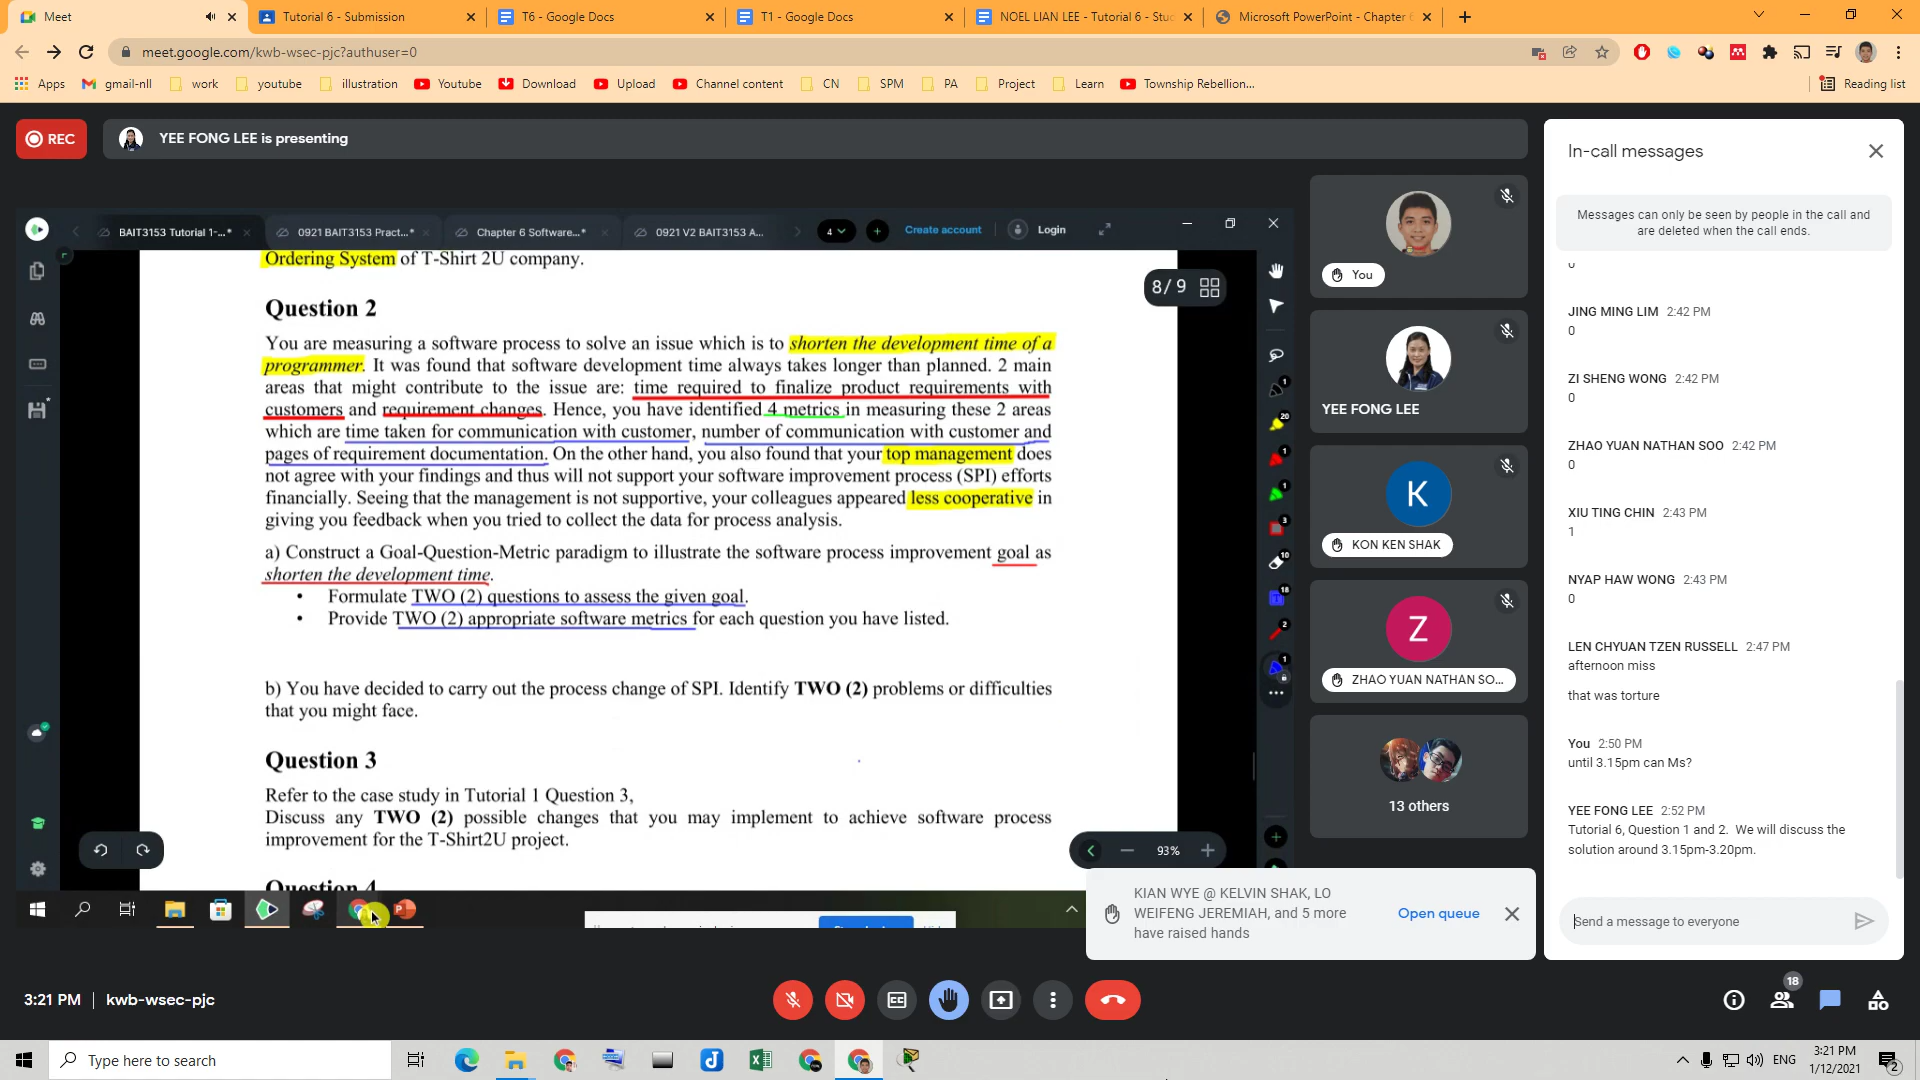 Meet
Tutorial 6 - Submission
T6 - Google Docs
T1 - Google Docs
NOEL LIAN LEE - Tutorial 6 - Stu
Microsoft PowerPoint - Chapter 6
meet.google.com/kwb-wsec-pjc?authuser=0
Apps
gmail-nll
work
youtube
illustration
Youtube
Download
Upload
Channel content
CN
SPM
PA
Project
Learn
Township Rebellion...
Reading list
REC
YEE FONG LEE is presenting
BAIT3153 Tutorial 1-...*
0921 BAIT3153 Pract...*
Chapter 6 Software...*
0921 V2 BAIT3153 A...
4
Create account
Login
8/ 9
Ordering System of T-Shirt 2U company.
Question 2
You are measuring a software process to solve an issue which is to shorten the development time of a
programmer. It was found that software development time always takes longer than planned. 2 main
areas that might contribute to the issue are: time required to finalize product requirements with
customers and requirement changes. Hence, you have identified 4 metrics in measuring these 2 areas
which are time taken for communication with customer, number of communication with customer and
pages of requirement documentation. On the other hand, you also found that your top management does
not agree with your findings and thus will not support your software improvement process (SPI) efforts
financially. Seeing that the management is not supportive, your colleagues appeared less cooperative in
giving you feedback when you tried to collect the data for process analysis.
a) Construct a Goal-Question-Metric paradigm to illustrate the software process improvement goal as
shorten the development time.
• Formulate TWO (2) questions to assess the given goal.
• Provide TWO (2) appropriate software metrics for each question you have listed.
b) You have decided to carry out the process change of SPI. Identify TWO (2) problems or difficulties
that you might face.
Question 3
Refer to the case study in Tutorial 1 Question 3,
Discuss any TWO (2) possible changes that you may implement to achieve software process
improvement for the T-Shirt2U project.
Question 4
93%
1
20
1
1
3
10
18
2
1
You
YEE FONG LEE
K
KON KEN SHAK
Z
ZHAO YUAN NATHAN SO...
13 others
KIAN WYE @ KELVIN SHAK, LO
WEIFENG JEREMIAH, and 5 more
have raised hands
Open queue
In-call messages
Messages can only be seen by people in the call and
are deleted when the call ends.
0
JING MING LIM 2:42 PM
0
ZI SHENG WONG 2:42 PM
0
ZHAO YUAN NATHAN SOO 2:42 PM
0
XIU TING CHIN 2:43 PM
1
NYAP HAW WONG 2:43 PM
0
LEN CHYUAN TZEN RUSSELL 2:47 PM
afternoon miss
that was torture
You 2:50 PM
until 3.15pm can Ms?
YEE FONG LEE 2:52 PM
Tutorial 6, Question 1 and 2. We will discuss the
solution around 3.15pm-3.20pm.
Send a message to everyone
3:21 PM | kwb-wsec-pjc
18
Type here to search
ENG
3:21 PM
1/12/2021
2